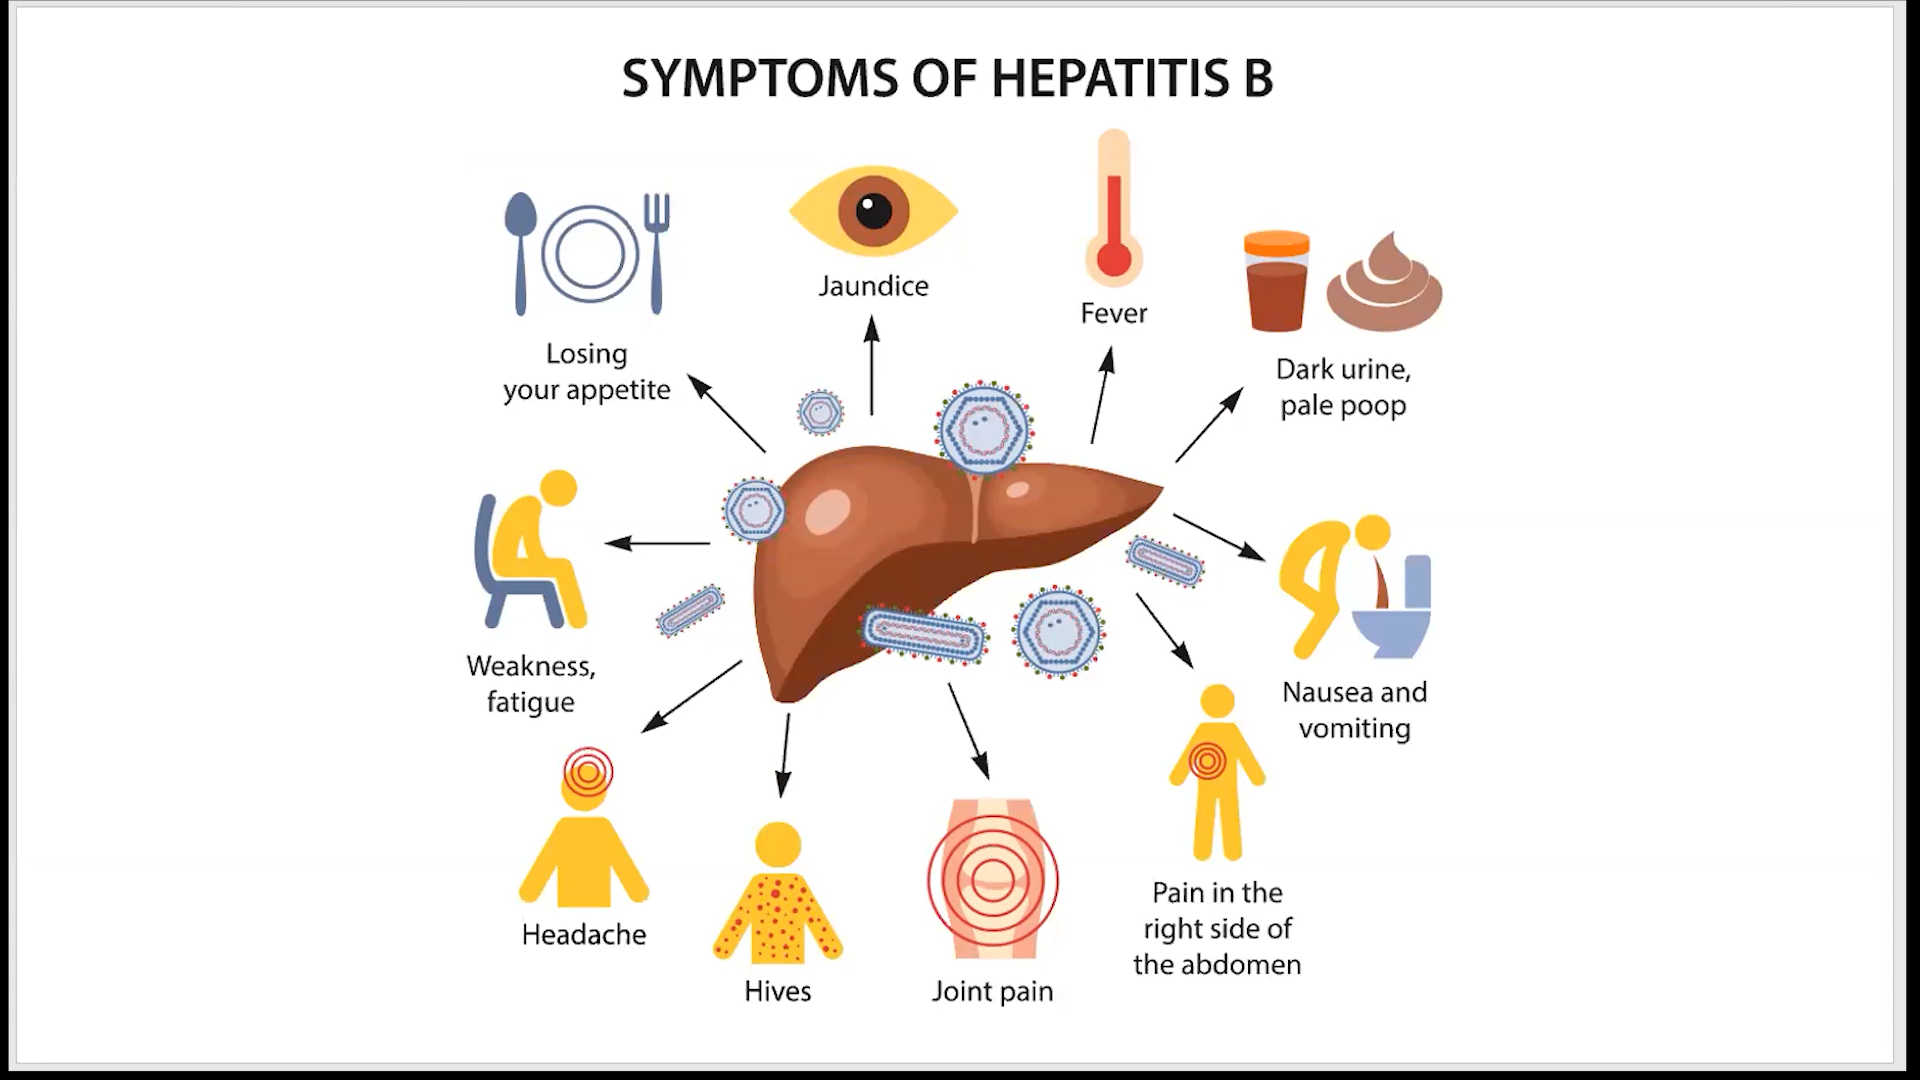 SYMPTOMS OF HEPATITIS B
Jaundice
Fever
Losing
your appetite
Dark urine,
pale poop
Weakness,
fatigue
Nausea and
vomiting
Headache
Hives
Joint pain
Pain in the
right side of
the abdomen